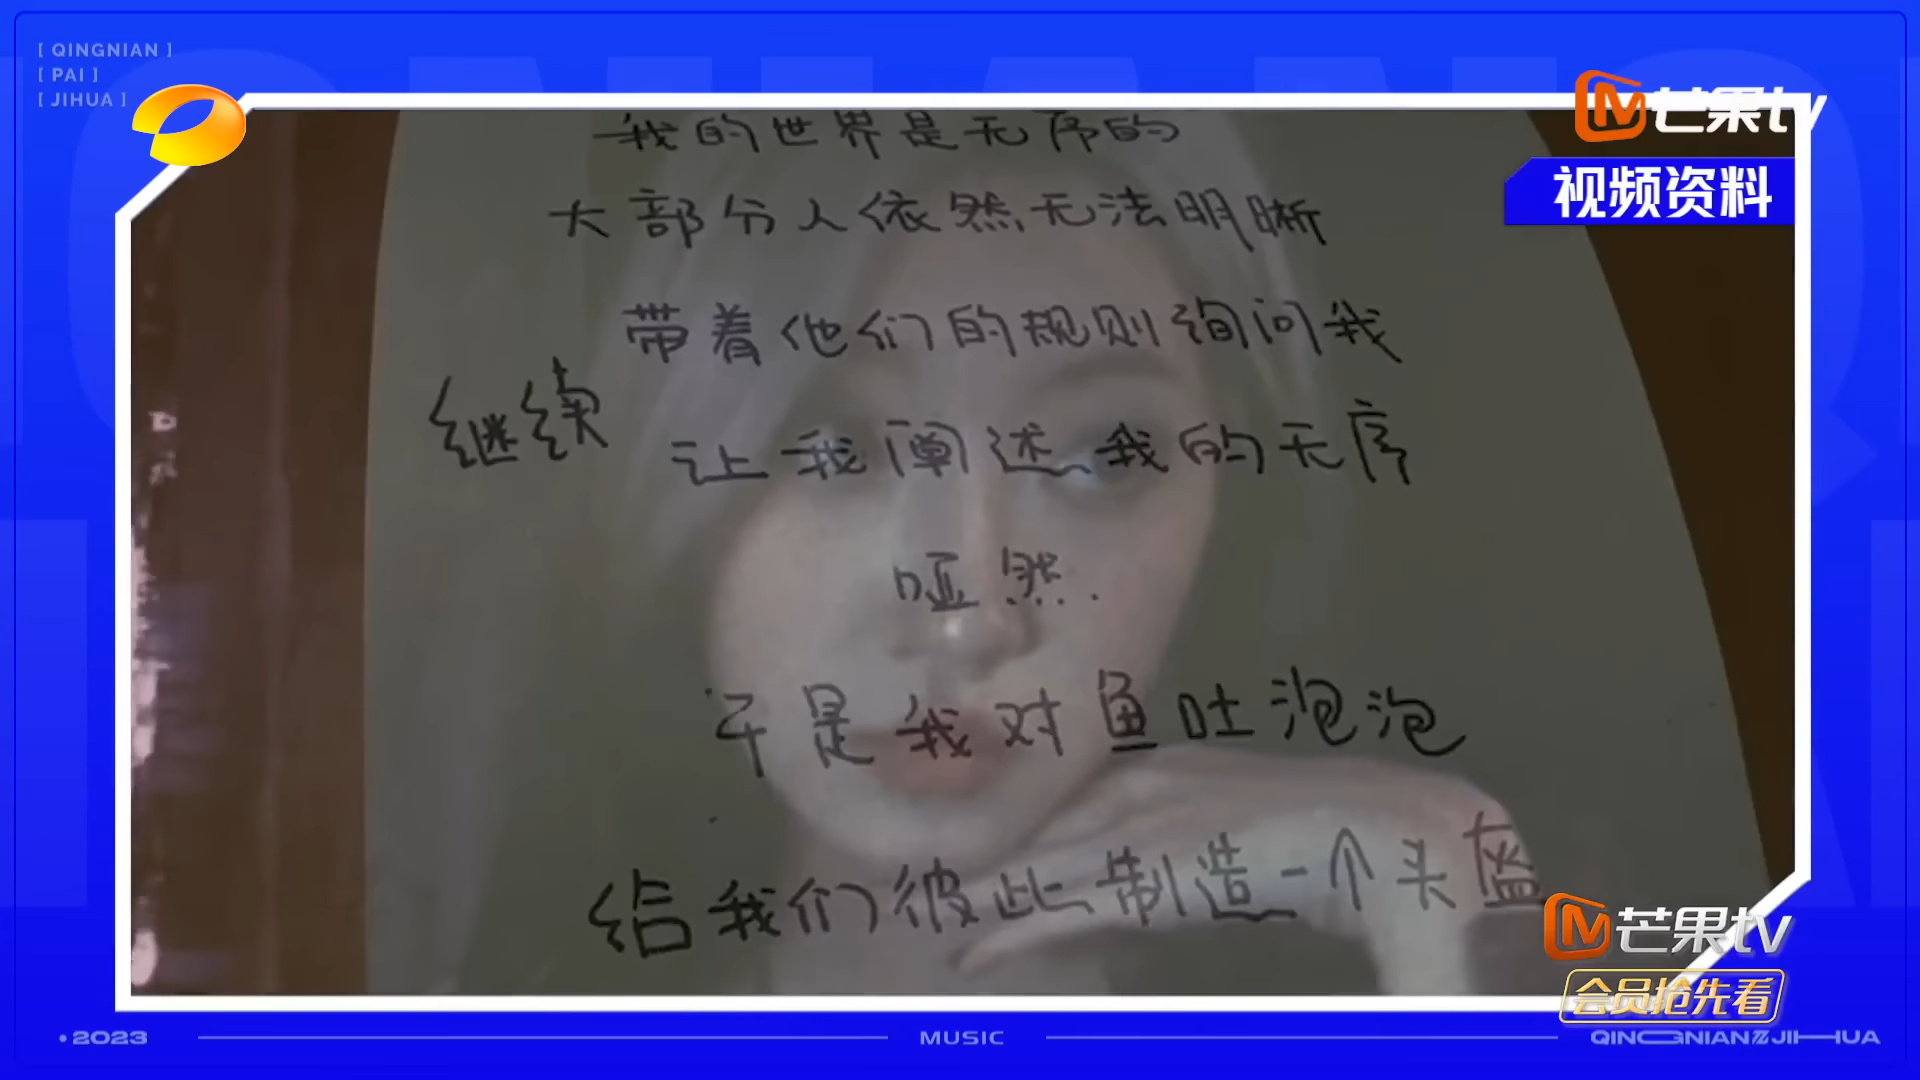 [ QINGNIAN ]
[ PAI ]
[ JIHUA ]
芒果tv
视频资料
我的世界是无序的
大部分人依然无法明晰
带着他们的规则询问我
继续 让我阐述我的无序
哑然.
于是我对鱼吐泡泡
给我们彼此制造一个头盔
芒果tv
会员抢先看
•2023
MUSIC
QINGNIANZJIHUA